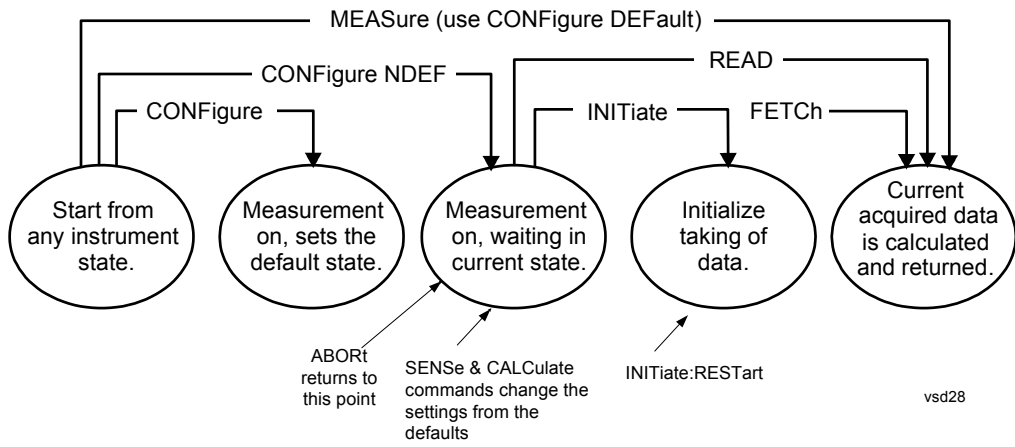 MEASure (use CONFigure DEFault)
CONFigure NDEF
READ
CONFigure
INITiate
FETCh
Start from
any instrument
state.
Measurement
on, sets the
default state.
Measurement
on, waiting in
current state.
Initialize
taking of
data.
Current
acquired data
is calculated
and returned.
ABORt
returns to
this point
SENSe & CALCulate
commands change the
settings from the
defaults
INITiate:RESTart
vsd28